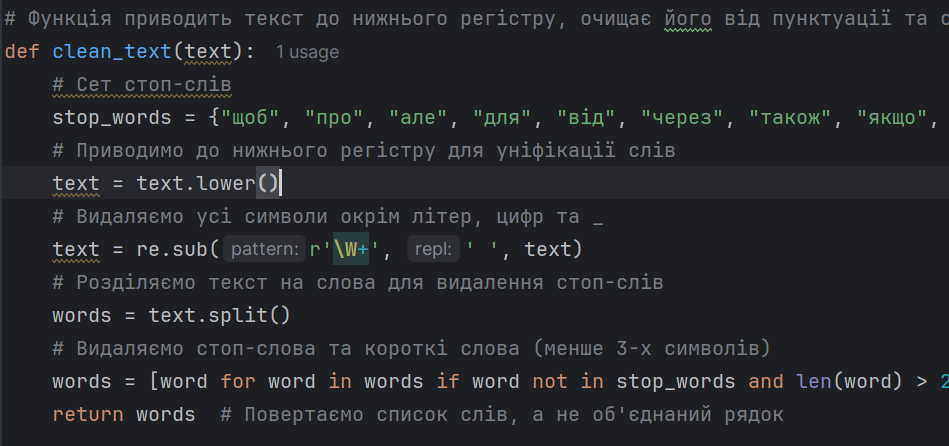 # Функція приводить текст до нижнього регістру, очищає його від пунктуації та
def clean_text(text): 1 usage
# Сет стоп-слів
stop_words = {"щоб", "про", "але", "для", "від", "через", "також", "якщо",
# Приводимо до нижнього регістру для уніфікації слів
text = text.lower()
# Видаляємо усі символи окрім літер, цифр та _
text = re.sub( pattern: r'\W+', repl: ' ', text)
# Розділяємо текст на слова для видалення стоп-слів
words = text.split()
# Видаляємо стоп-слова та короткі слова (менше 3-х символів)
words = [word for word in words if word not in stop_words and len(word) > 2
return words # Повертаємо список слів, а не об'єднаний рядок